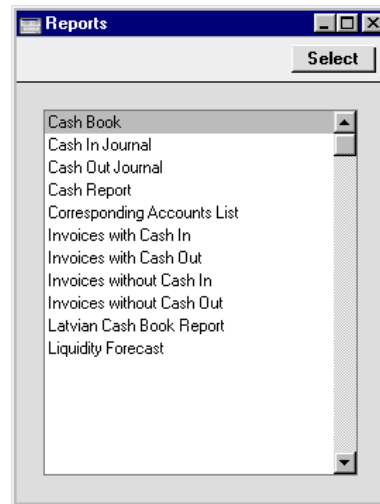 Reports
Select
Cash Book
Cash In Journal
Cash Out Journal
Cash Report
Corresponding Accounts List
Invoices with Cash In
Invoices with Cash Out
Invoices without Cash In
Invoices without Cash Out
Latvian Cash Book Report
Liquidity Forecast